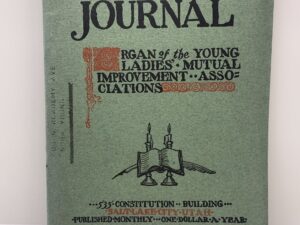 JOURNAL
ORGAN of the YOUNG
LADIES' MUTUAL
IMPROVEMENT ASSO-
CIATIONS
535 CONSTITUTION BUILDING
SALT LAKE CITY UTAH
PUBLISHED MONTHLY ONE DOLLAR A YEAR